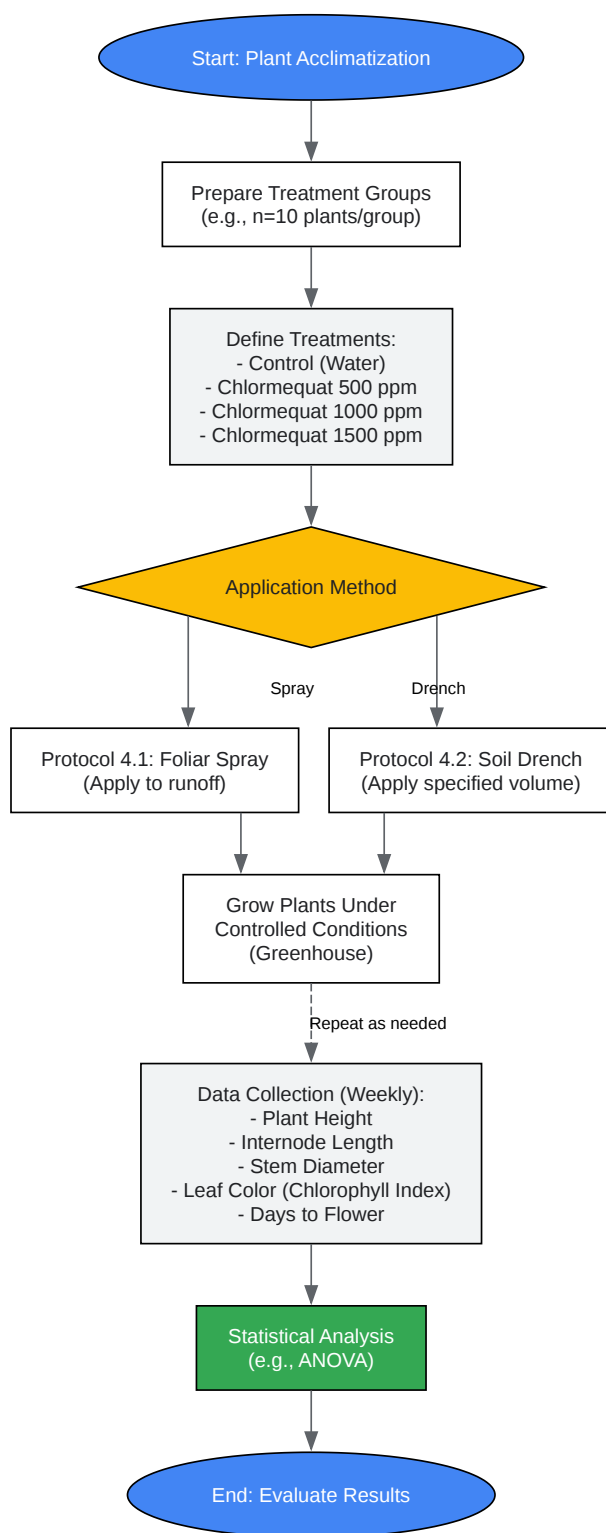 Start: Plant Acclimatization
Prepare Treatment Groups
(e.g., n=10 plants/group)
Define Treatments:
- Control (Water)
- Chlormequat 500 ppm
- Chlormequat 1000 ppm
- Chlormequat 1500 ppm
Application Method
Spray
Drench
Protocol 4.1: Foliar Spray
(Apply to runoff)
Protocol 4.2: Soil Drench
(Apply specified volume)
Grow Plants Under
Controlled Conditions
(Greenhouse)
Repeat as needed
Data Collection (Weekly):
- Plant Height
- Internode Length
- Stem Diameter
- Leaf Color (Chlorophyll Index)
- Days to Flower
Statistical Analysis
(e.g., ANOVA)
End: Evaluate Results